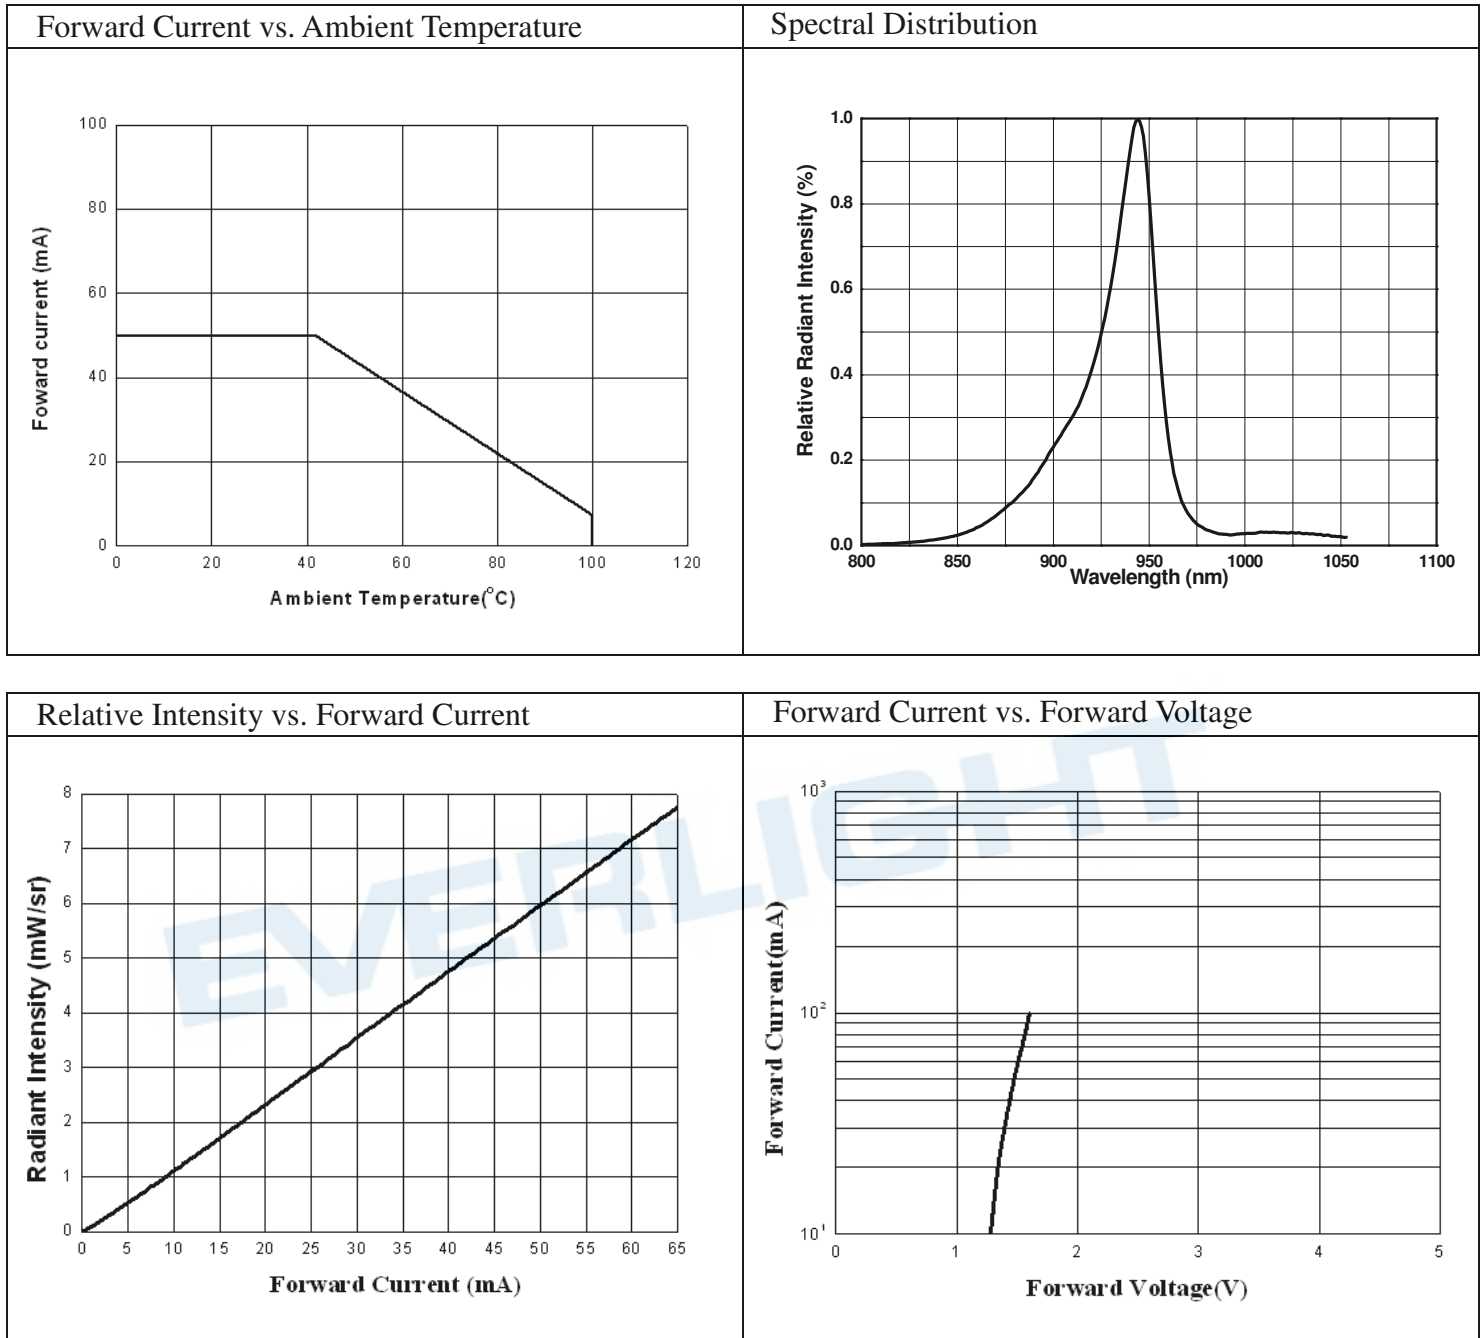 Forward Current vs. Ambient Temperature
Spectral Distribution
100
80
60
40
20
0
0 20 40 60 80 100 120
Foward current (mA)
Ambient Temperature(°C)
1.0
0.8
0.6
0.4
0.2
0.0
800 850 900 950 1000 1050 1100
Relative Radiant Intensity (%)
Wavelength (nm)
Relative Intensity vs. Forward Current
Forward Current vs. Forward Voltage
8
7
6
5
4
3
2
1
0
0 5 10 15 20 25 30 35 40 45 50 55 60 65
Radiant Intensity (mW/sr)
Forward Current (mA)
10³
10²
10¹
0 1 2 3 4 5
Forward Current(mA)
Forward Voltage(V)
EVERLIGHT